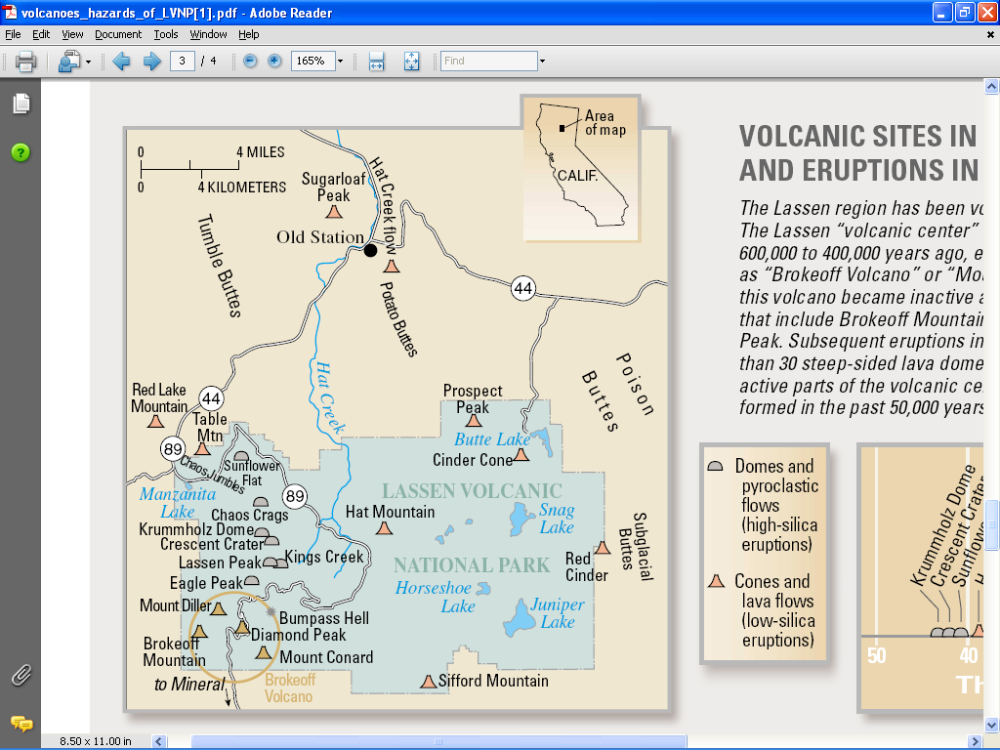 volcanoes_hazards_of_LVNP[1].pdf - Adobe Reader
File Edit View Document Tools Window Help
3 / 4
165%
Find
Area
of map
CALIF.
0 4 MILES
0 4 KILOMETERS
Sugarloaf
Peak
Hat Creek flow
Old Station
Tumble Buttes
Potato Buttes
44
Hat Creek
Poison
Buttes
Red Lake
Mountain
44
Table
Mtn
89
Prospect
Peak
Butte Lake
Cinder Cone
Chaos Jumbles
Sunflower
Flat
Manzanita
Lake
89
LASSEN VOLCANIC
Chaos Crags
Hat Mountain
Snag
Lake
Krummholz Dome
Crescent Crater
Lassen Peak
Kings Creek
NATIONAL PARK
Red
Cinder
Subglacial
Buttes
Eagle Peak
Horseshoe
Lake
Mount Diller
Bumpass Hell
Juniper
Lake
Diamond Peak
Brokeoff
Mountain
Mount Conard
to Mineral
Brokeoff
Volcano
Sifford Mountain
VOLCANIC SITES IN
AND ERUPTIONS IN
The Lassen region has been
The Lassen “volcanic center”
600,000 to 400,000 years ago,
as “Brokeoff Volcano” or
this volcano became inactive
that include Brokeoff Mountain
Peak. Subsequent eruptions in
than 30 steep-sided lava dome
active parts of the volcanic
formed in the past 50,000 years
Domes and
pyroclastic
flows
(high-silica
eruptions)
Cones and
lava flows
(low-silica
eruptions)
Krummholz Dome
Crescent Crater
50 40
8.50 x 11.00 in